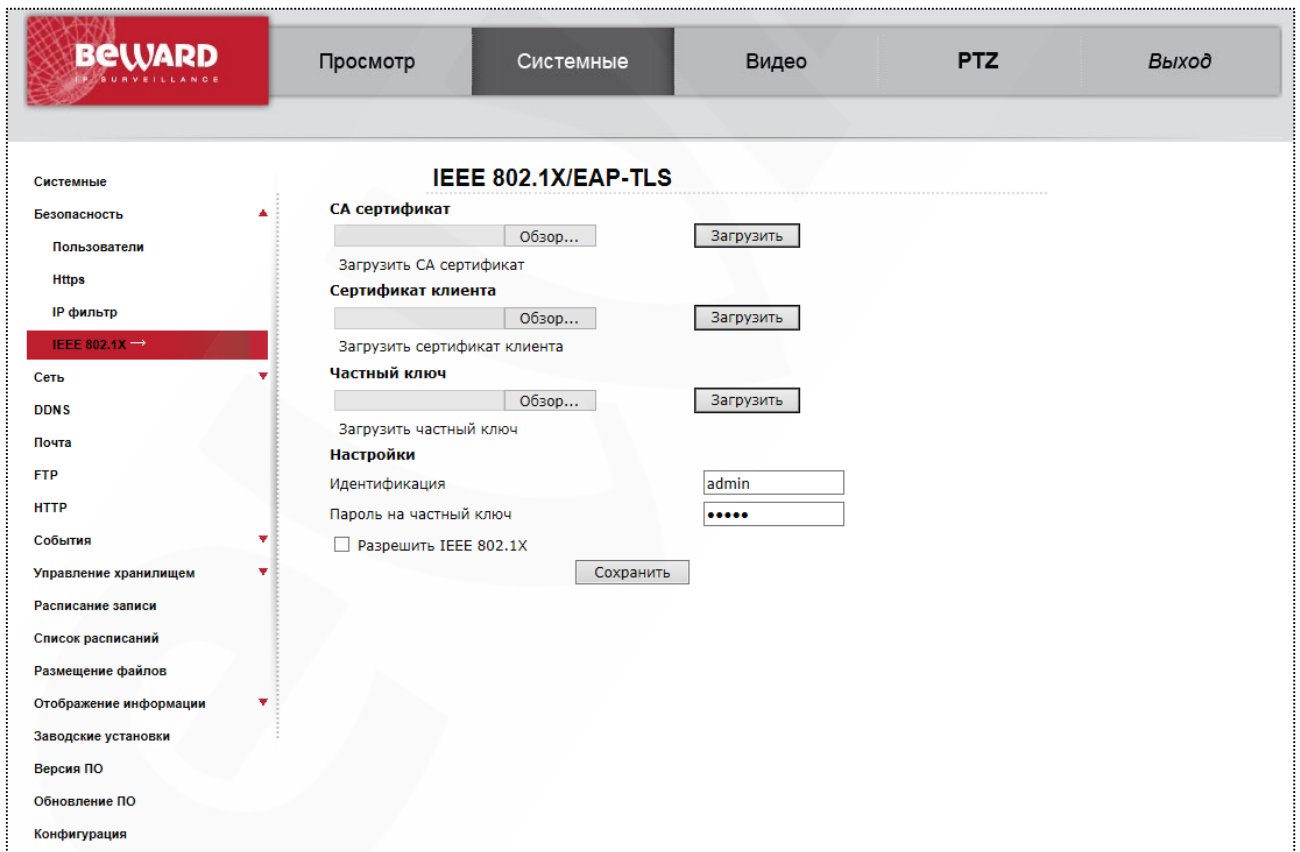 BEWARD
IP SURVEILLANCE
Просмотр
Системные
Видео
PTZ
Выход
Системные
Безопасность
Пользователи
Https
IP фильтр
IEEE 802.1X →
Сеть
DDNS
Почта
FTP
HTTP
События
Управление хранилищем
Расписание записи
Список расписаний
Размещение файлов
Отображение информации
Заводские установки
Версия ПО
Обновление ПО
Конфигурация
IEEE 802.1X/EAP-TLS
CA сертификат
Обзор... Загрузить
Загрузить CA сертификат
Сертификат клиента
Обзор... Загрузить
Загрузить сертификат клиента
Частный ключ
Обзор... Загрузить
Загрузить частный ключ
Настройки
Идентификация admin
Пароль на частный ключ •••••
Разрешить IEEE 802.1X
Сохранить